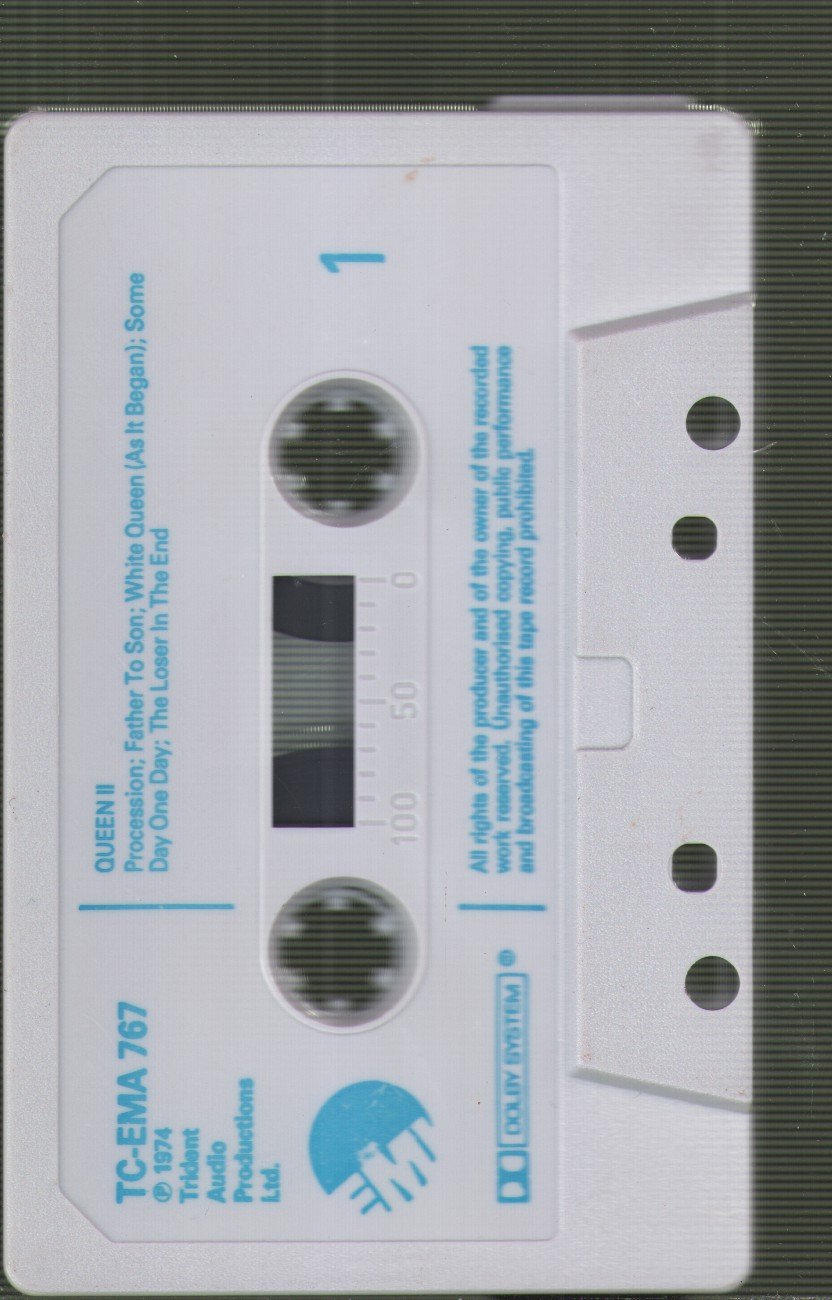 TC-EMA 767
℗ 1974
Trident
Audio
Productions
Ltd.
QUEEN II
Procession; Father To Son; White Queen (As It Began); Some
Day One Day; The Loser In The End
1
EMI
100 50 0
DOLBY SYSTEM ®
All rights of the producer and of the owner of the recorded
work reserved. Unauthorised copying, public performance
and broadcasting of this tape record prohibited.